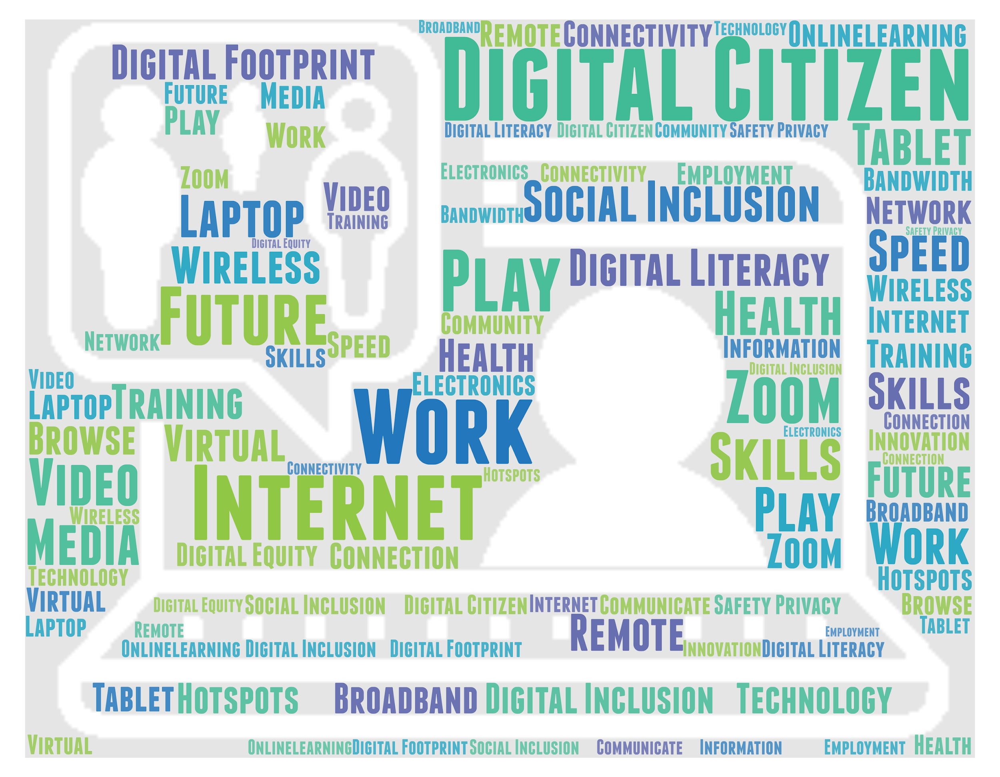 Broadband Remote Connectivity Technology Onlinelearning
Digital Footprint
Digital Citizen
Future Media
Play
Work
Digital Literacy Digital Citizen Community Safety Privacy
Tablet
Zoom
Electronics Connectivity Employment
Bandwidth
Video
Social Inclusion
Laptop
Training
Bandwidth
Network
Safety Privacy
Digital Equity
Speed
Wireless
Play
Digital Literacy
Wireless
Future
Health
Community
Internet
Network
Speed
Skills
Health
Information
Training
Video
Digital Inclusion
Electronics
Zoom
Skills
Laptop
Training
Work
Connection
Browse
Virtual
Electronics
Innovation
Skills
Connection
Video
Connectivity
Hotspots
Future
Internet
Wireless
Play
Broadband
Media
Work
Digital Equity Connection
Zoom
Technology
Hotspots
Virtual
Digital Equity Social Inclusion Digital Citizen Internet Communicate Safety Privacy
Browse
Laptop
Remote
Remote
Employment
Tablet
Onlinelearning Digital Inclusion Digital Footprint
Innovation Digital Literacy
Tablet Hotspots Broadband Digital Inclusion Technology
Virtual
Onlinelearning Digital Footprint Social Inclusion Communicate Information Employment Health